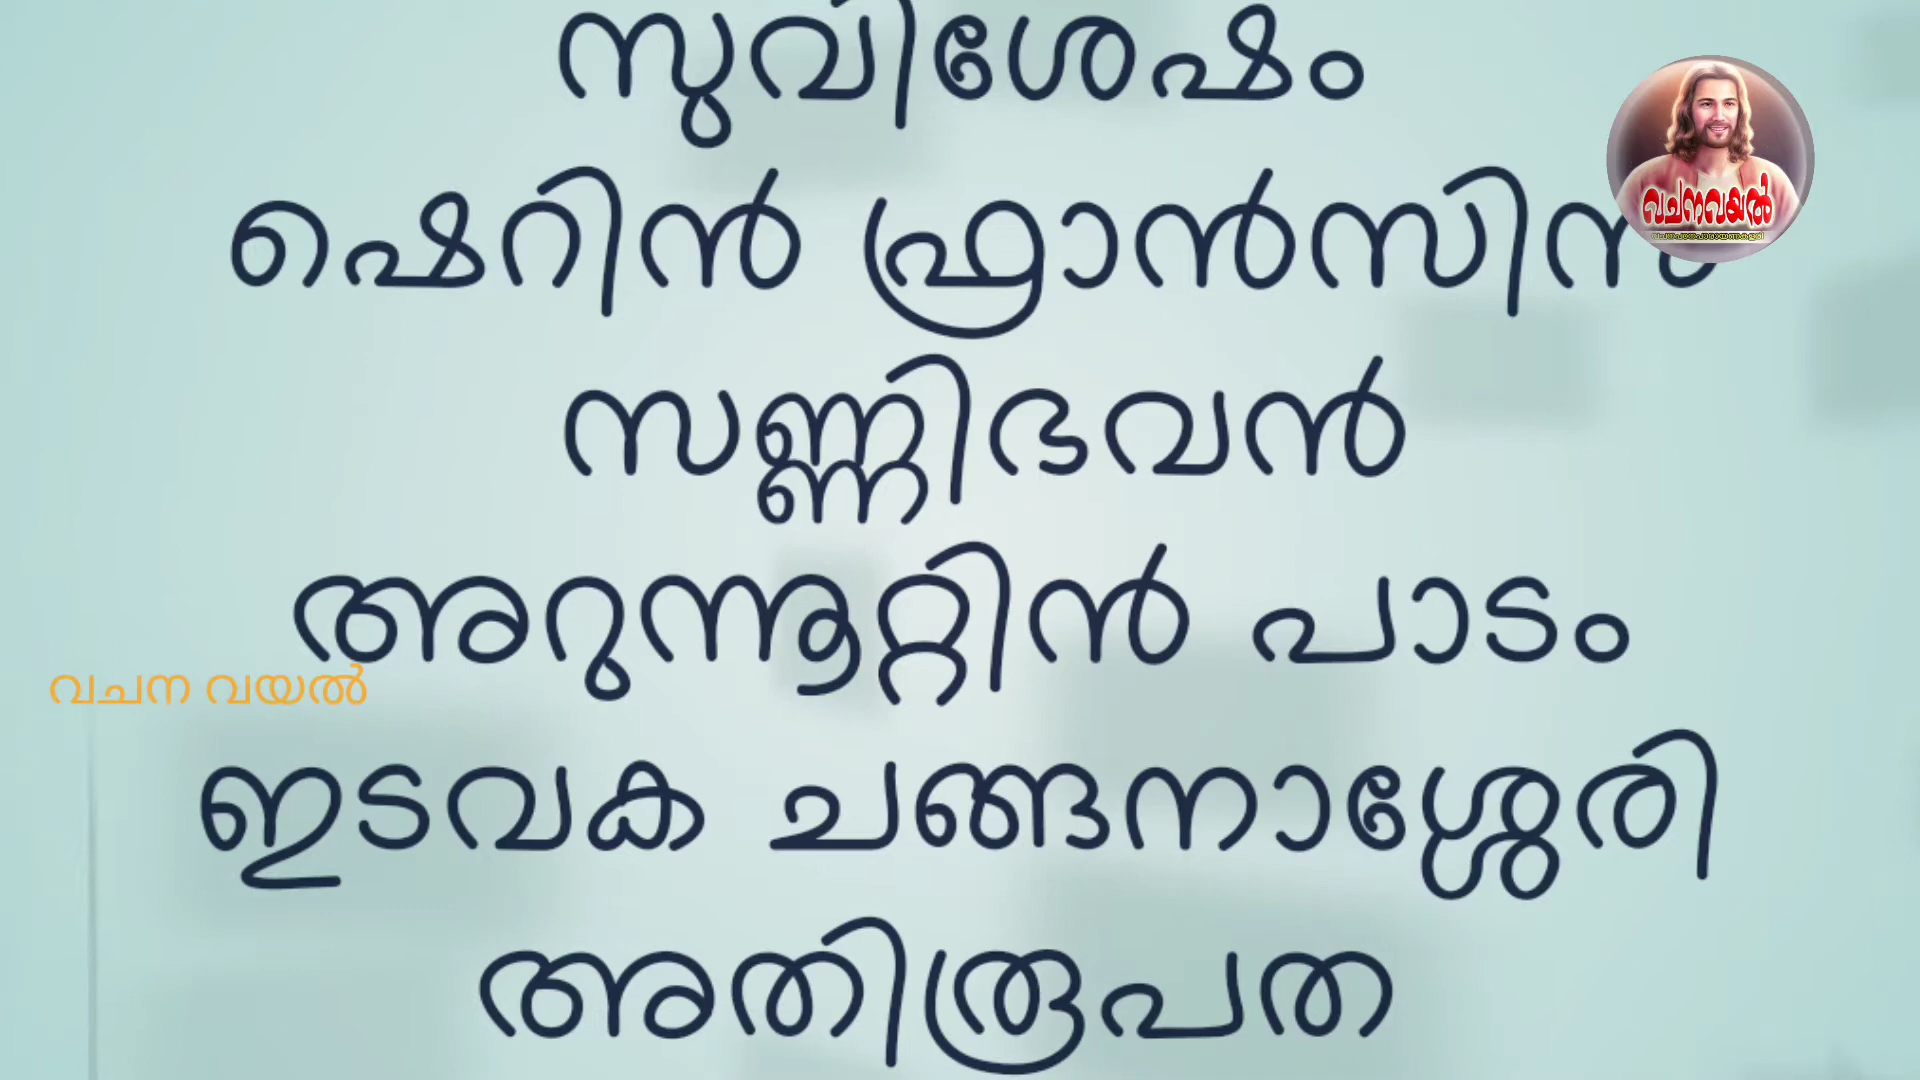 സുവിശേഷം
ഷെറിൻ ഫ്രാൻസിസ്
സണ്ണിഭവൻ
അറുന്നൂറ്റിൻ പാടം
ഇടവക ചങ്ങനാശ്ശേരി
അതിരൂപത
വചന വയൽ
വചനവയൽ